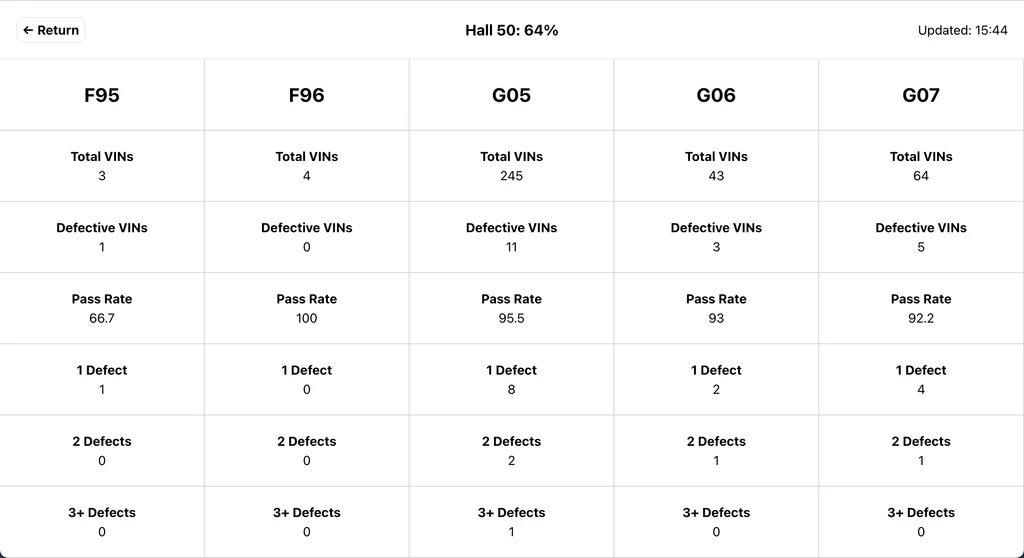 ← Return
Hall 50: 64%
Updated: 15:44
F95
F96
G05
G06
G07
Total VINs
3
Total VINs
4
Total VINs
245
Total VINs
43
Total VINs
64
Defective VINs
1
Defective VINs
0
Defective VINs
11
Defective VINs
3
Defective VINs
5
Pass Rate
66.7
Pass Rate
100
Pass Rate
95.5
Pass Rate
93
Pass Rate
92.2
1 Defect
1
1 Defect
0
1 Defect
8
1 Defect
2
1 Defect
4
2 Defects
0
2 Defects
0
2 Defects
2
2 Defects
1
2 Defects
1
3+ Defects
0
3+ Defects
0
3+ Defects
1
3+ Defects
0
3+ Defects
0